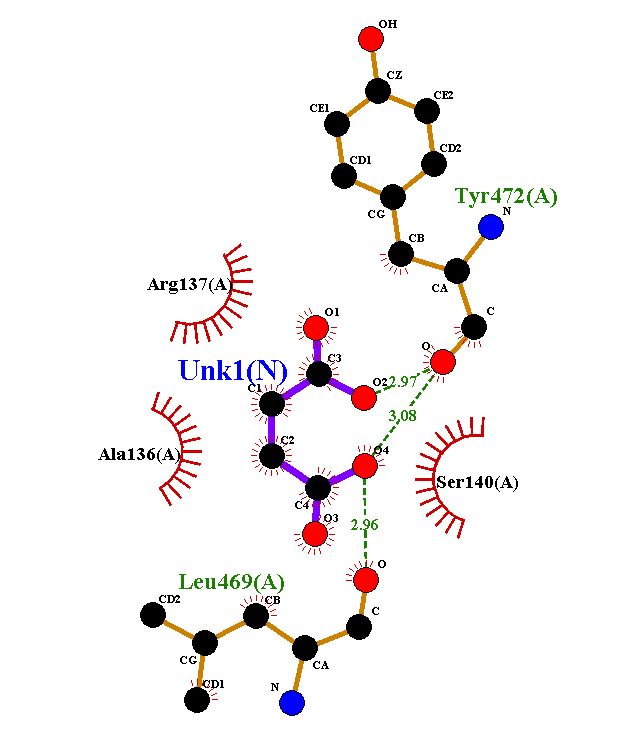 OH
CZ
CE2
CE1
CD2
CD1
Tyr472(A)
N
CG
CB
CA
Arg137(A)
C
O1
O
C3
Unk1(N)
O2
2.97
C1
3.08
C2
O4
Ala136(A)
Ser140(A)
C4
O3
2.96
O
Leu469(A)
CD2
CB
C
CG
CA
CD1
N